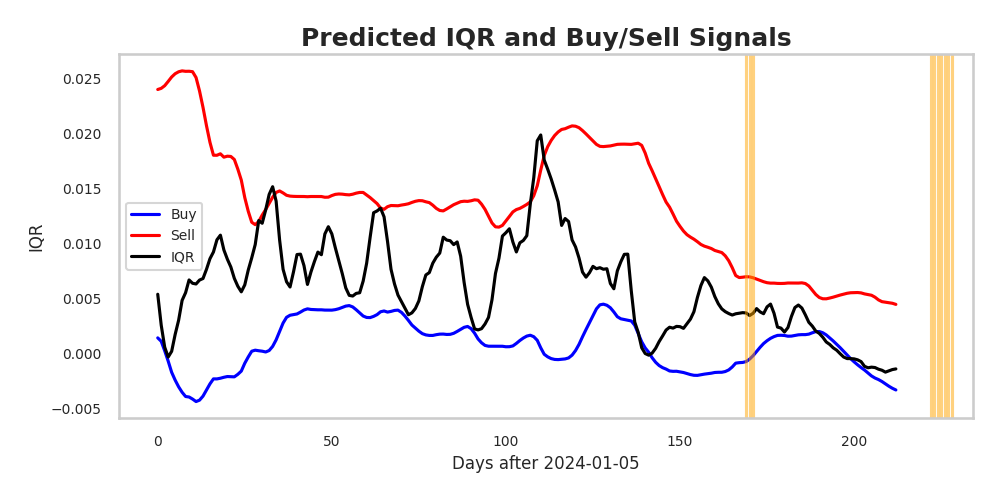 Predicted IQR and Buy/Sell Signals
0.025
0.020
0.015
0.010
0.005
0.000
−0.005
IQR
Buy
Sell
IQR
0
50
100
150
200
Days after 2024-01-05